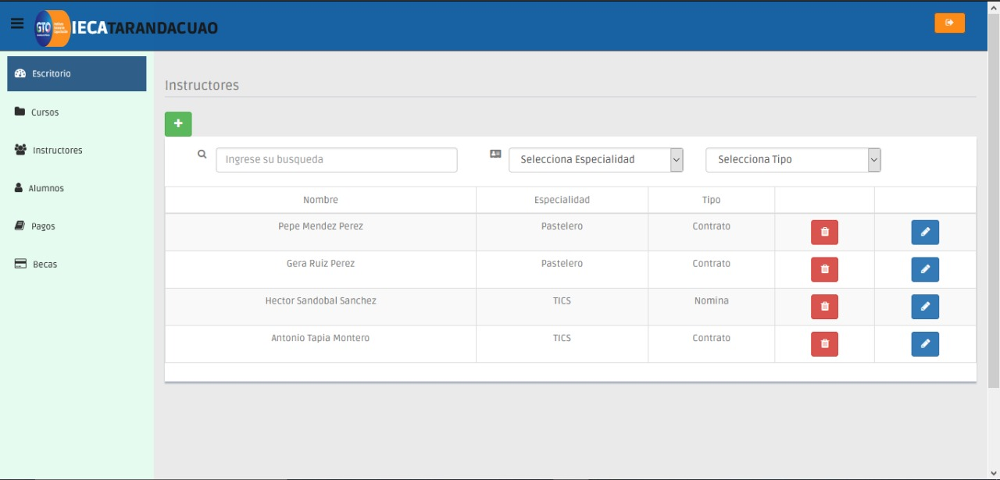 GTO IECATARANDACUAO
Escritorio
Cursos
Instructores
Alumnos
Pagos
Becas
Instructores
Ingrese su busqueda Selecciona Especialidad Selecciona Tipo
Nombre Especialidad Tipo
Pepe Mendez Perez Pastelero Contrato
Gera Ruiz Perez Pastelero Contrato
Hector Sandobal Sanchez TICS Nomina
Antonio Tapia Montero TICS Contrato